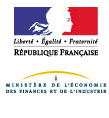 Liberté • Égalité • Fraternité
RÉPUBLIQUE FRANÇAISE
MINISTÈRE DE L'ÉCONOMIE
DES FINANCES ET DE L'INDUSTRIE